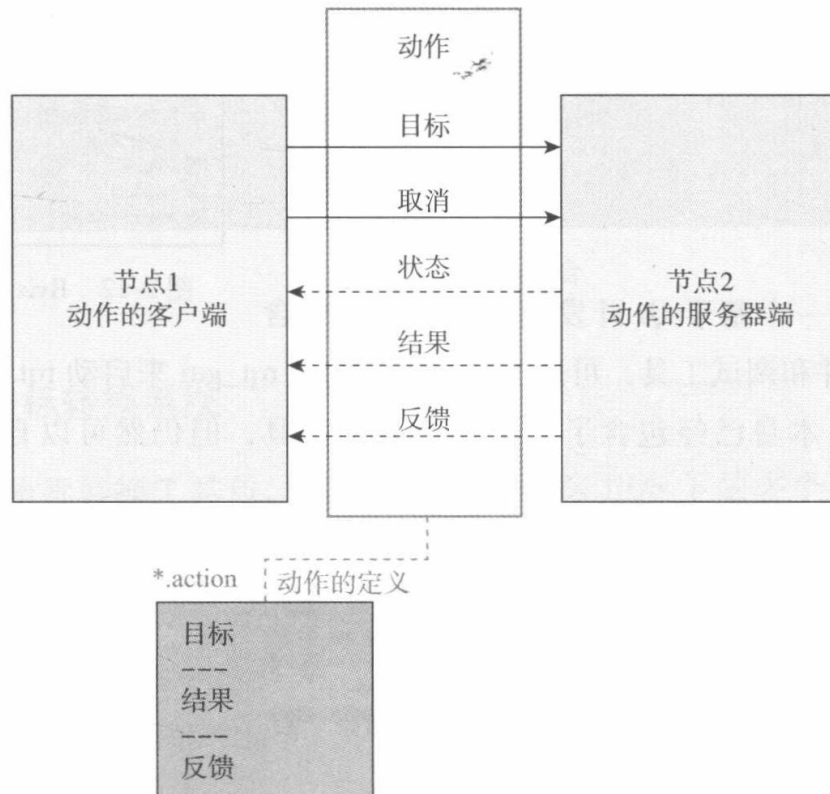 动作
目标
取消
状态
结果
反馈
节点1
动作的客户端
节点2
动作的服务器端
*.action
动作的定义
目标
---
结果
---
反馈